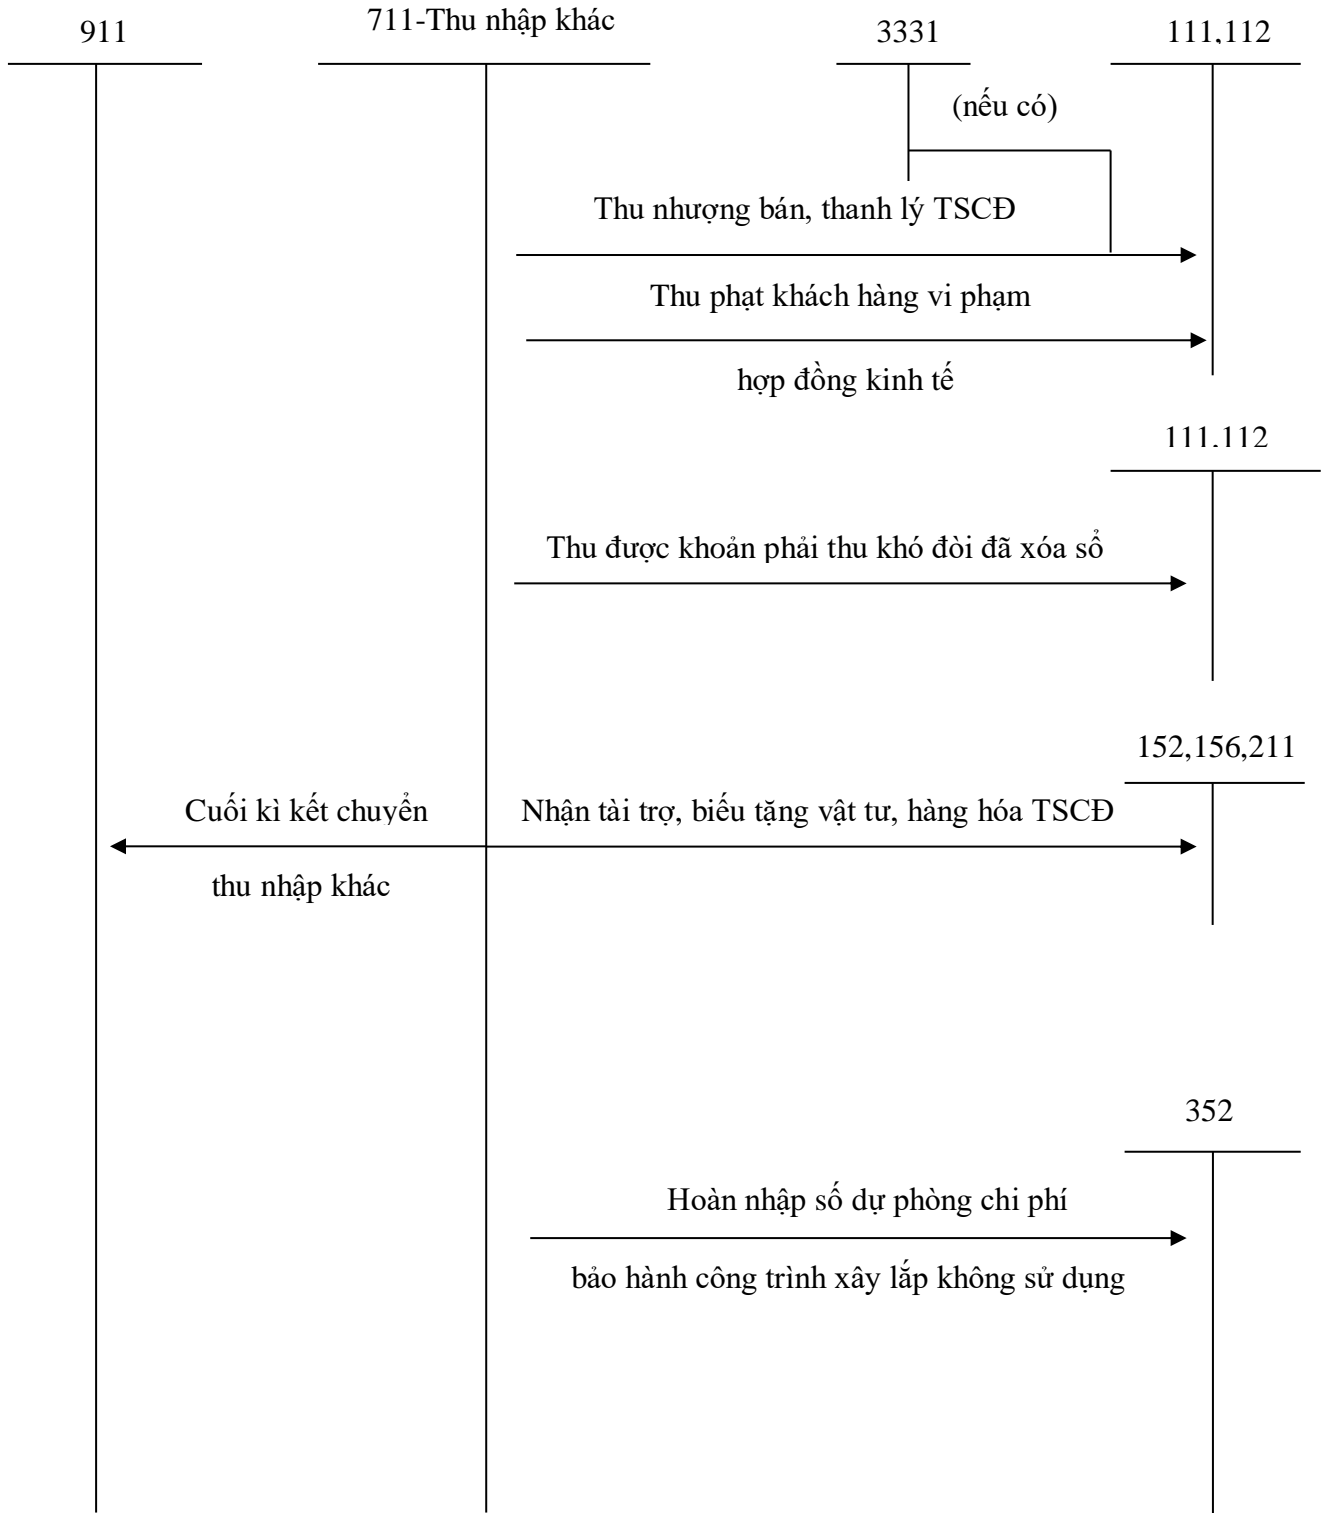 911
711-Thu nhập khác
3331
111,112
(nếu có)
Thu nhượng bán, thanh lý TSCĐ
Thu phạt khách hàng vi phạm
hợp đồng kinh tế
111,112
Thu được khoản phải thu khó đòi đã xóa sổ
152,156,211
Cuối kì kết chuyển
Nhận tài trợ, biếu tặng vật tư, hàng hóa TSCĐ
thu nhập khác
352
Hoàn nhập số dự phòng chi phí
bảo hành công trình xây lắp không sử dụng